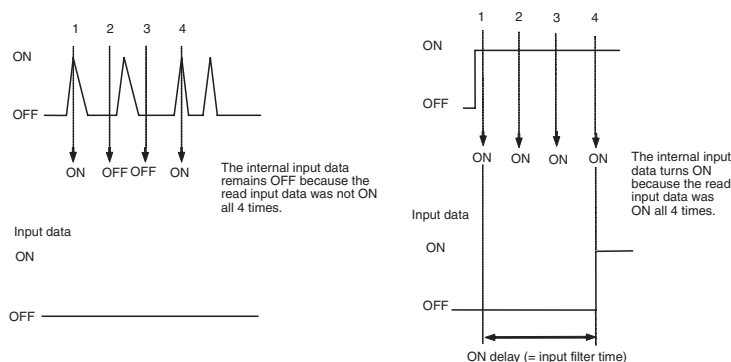 1 2 3 4
ON
OFF
ON OFF OFF ON
The internal input data
remains OFF because the
read input data was not ON
all 4 times.
Input data
ON
OFF
1 2 3 4
ON
OFF
ON ON ON ON
The internal input
data turns ON
because the read
input data was
ON all 4 times.
Input data
ON
OFF
ON delay (= input filter time)